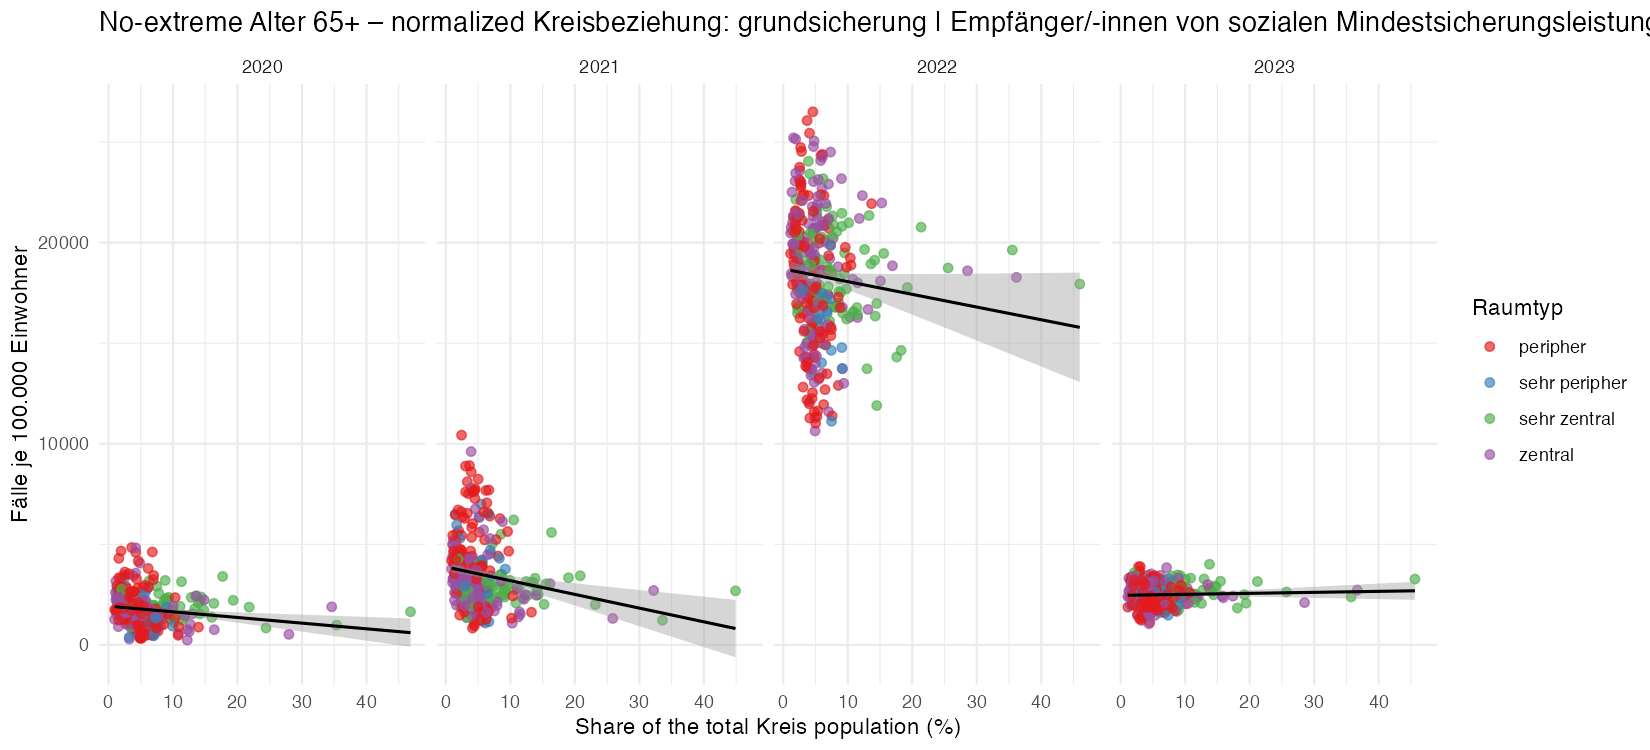 No-extreme Alter 65+ – normalized Kreisbeziehung: grundsicherung | Empfänger/-innen von sozialen Mindestsicherungsleistung
2020 2021 2022 2023
Fälle je 100.000 Einwohner
20000
10000
0
0 10 20 30 40 0 10 20 30 40 0 10 20 30 40 0 10 20 30 40
Share of the total Kreis population (%)
Raumtyp
peripher
sehr peripher
sehr zentral
zentral